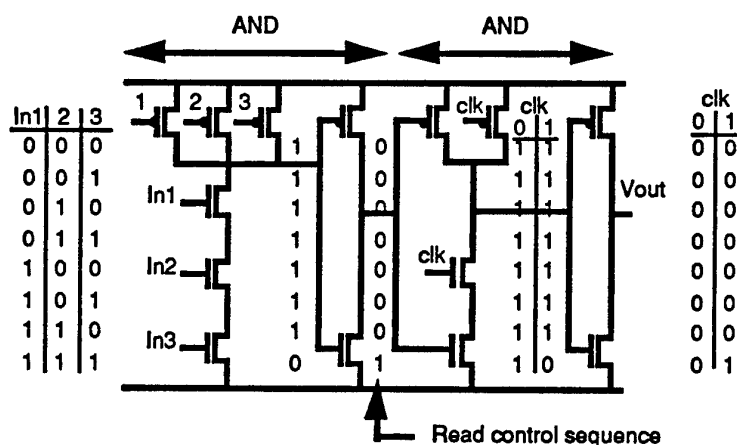 AND AND
1 2 3 clk clk clk
In1 2 3 0 1 0 1
0 0 0 1 0 1 1 0 0
0 0 1 1 0 1 1 0 0
0 1 0 In1 1 0 1 1 Vout 0 0
0 1 1 1 0 1 1 0 0
1 0 0 In2 1 0 clk 1 1 0 0
1 0 1 1 0 1 1 0 0
1 1 0 1 0 1 1 0 0
1 1 1 In3 0 1 1 0 0 1
Read control sequence